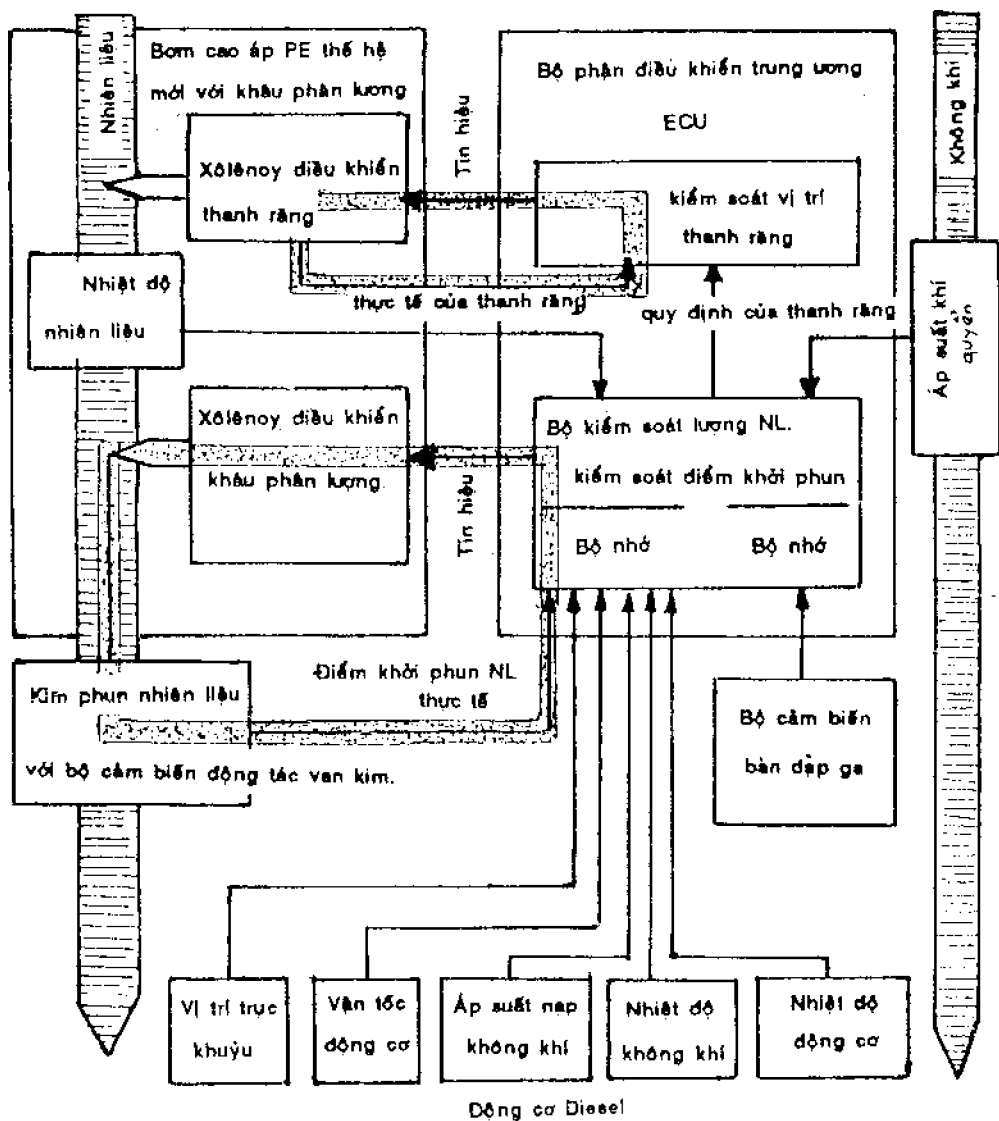 Nhiên liệu
Bơm cao áp PE thế hệ
mới với khâu phân lương
Xôlênoy điều khiển
thanh răng
Tín hiệu
Bộ phận điều khiển trung ương
ECU
kiểm soát vị trí
thanh răng
Không khí
Nhiệt độ
nhiên liệu
thực tế của thanh răng
quy định của thanh răng
Áp suất khí
quyển
Xôlênoy điều khiển
khâu phân lượng.
Tín hiệu
Bộ kiểm soát lượng NL.
kiểm soát điểm khởi phun
Bộ nhớ
Bộ nhớ
Kim phun nhiên liệu
với bộ cảm biến động tác van kim.
Điểm khởi phun NL
thực tế
Bộ cảm biến
bàn đạp ga
Vị trí trục
khuỷu
Vận tốc
động cơ
Áp suất nạp
không khí
Nhiệt độ
không khí
Nhiệt độ
động cơ
Động cơ Diesel